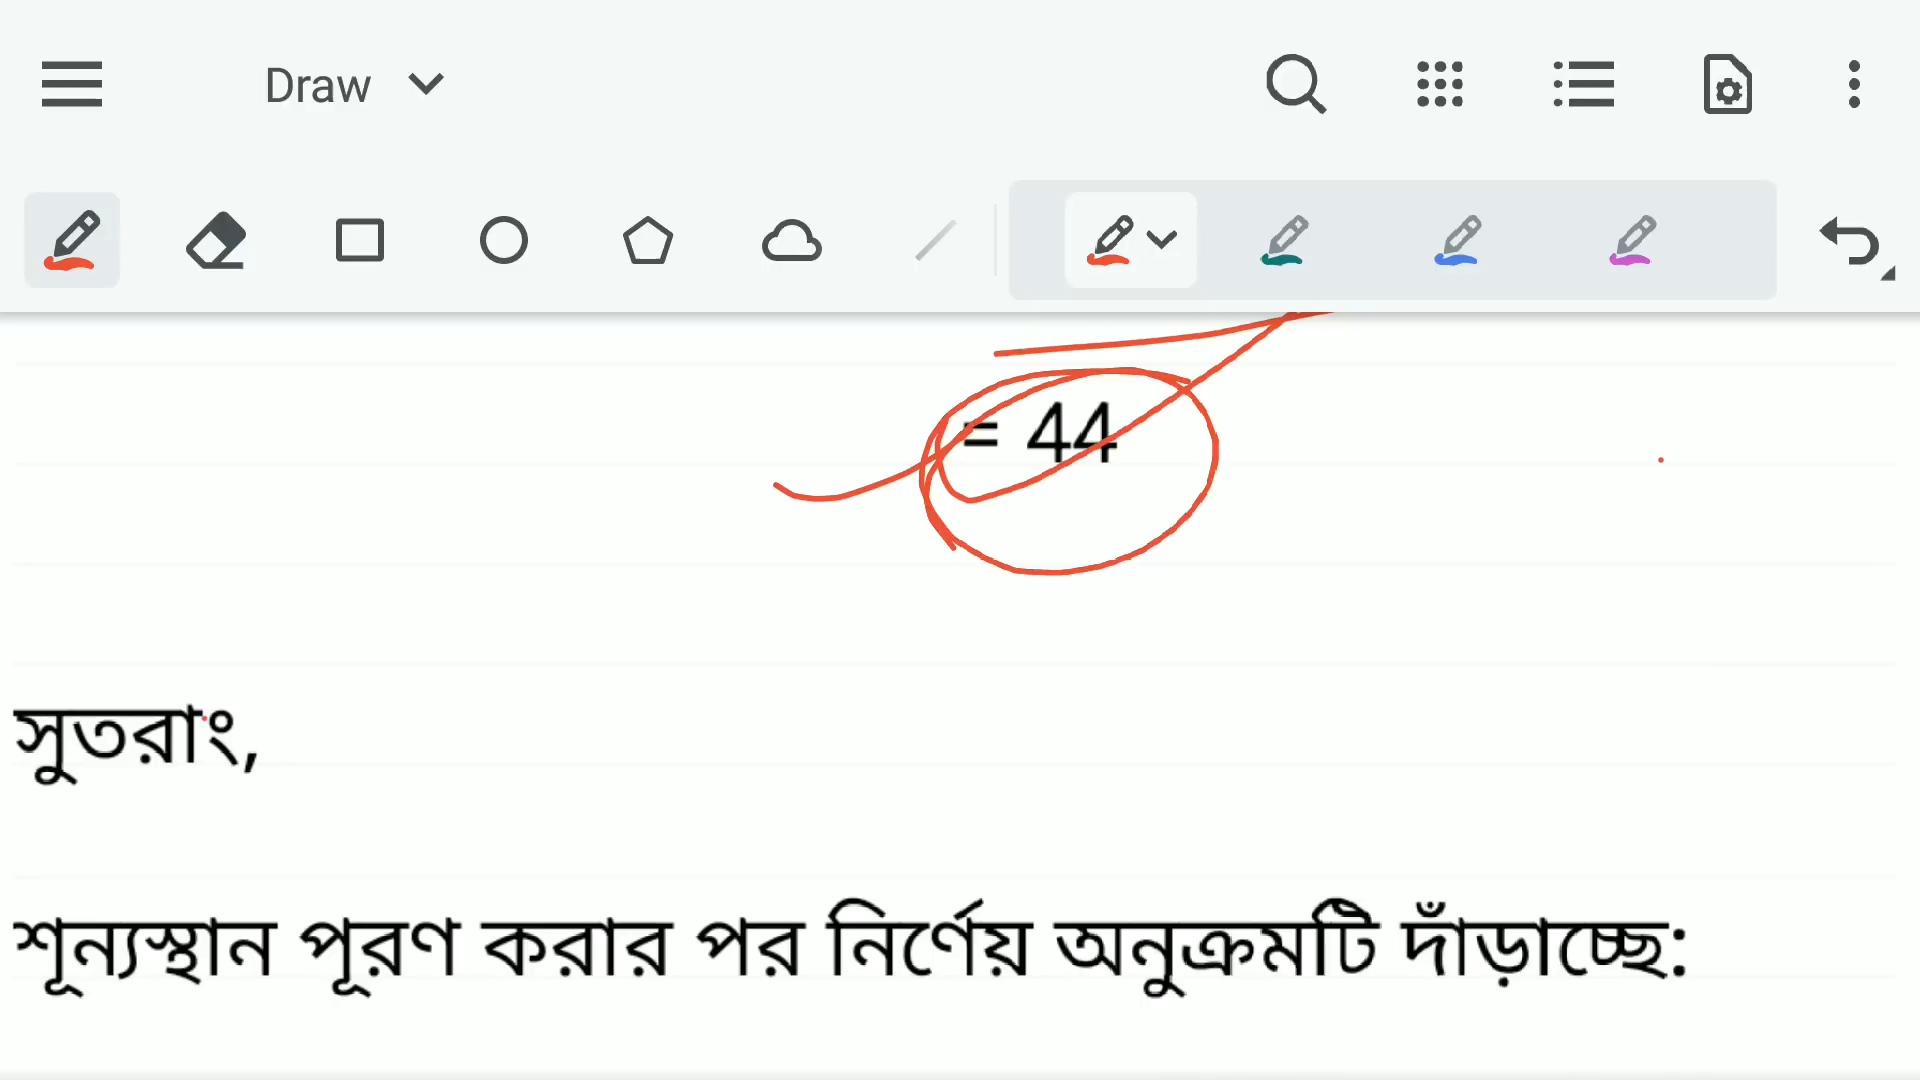 Draw
= 44
সুতরাং,
শূন্যস্থান পূরণ করার পর নির্ণেয় অনুক্রমটি দাঁড়াচ্ছে: